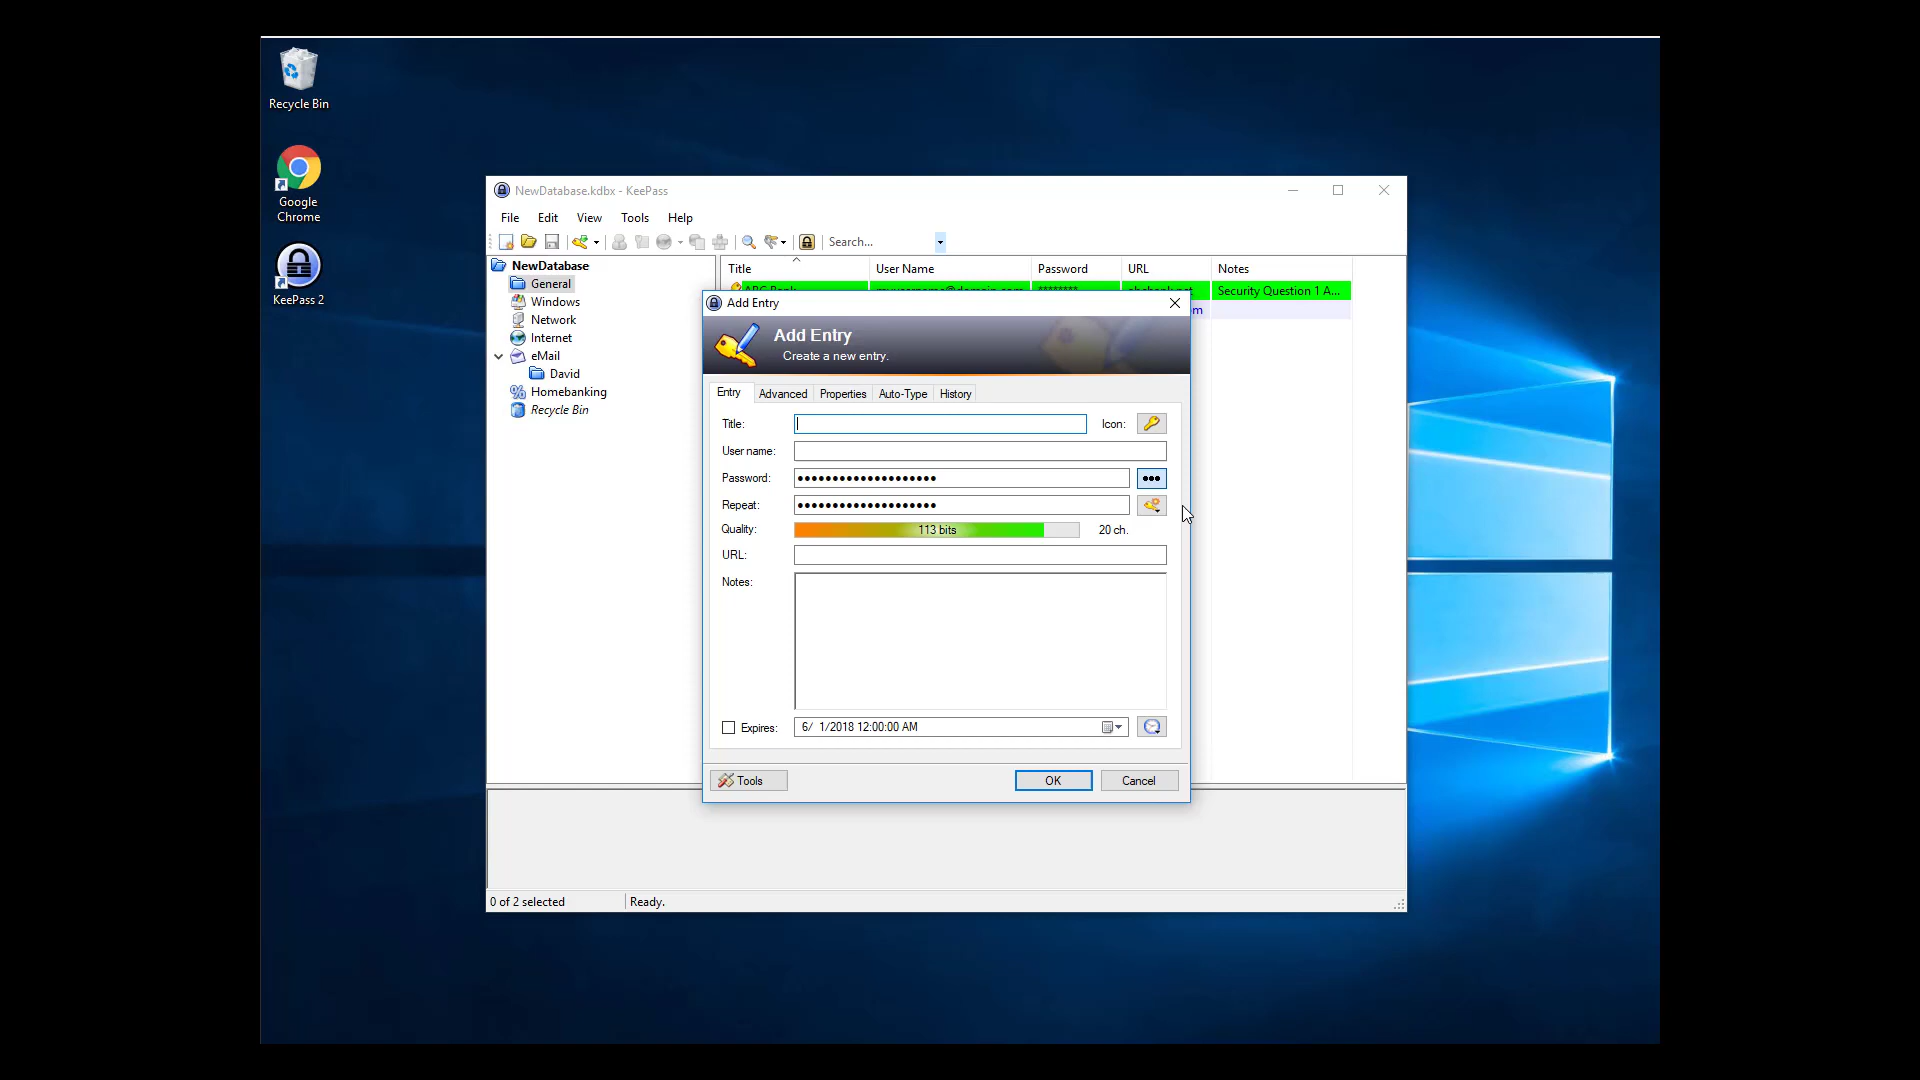 Recycle Bin
Google
Chrome
KeePass 2
NewDatabase.kdbx - KeePass
File Edit View Tools Help
Search...
NewDatabase
General
Windows
Network
Internet
eMail
David
Homebanking
Recycle Bin
Title User Name Password URL Notes
******** Security Question 1 A...
Add Entry
Add Entry
Create a new entry.
Entry Advanced Properties Auto-Type History
Title: Icon:
User name:
Password: ●●●●●●●●●●●●●●●●●●●● ●●●
Repeat: ●●●●●●●●●●●●●●●●●●●●
Quality: 113 bits 20 ch.
URL:
Notes:
Expires: 6/ 1/2018 12:00:00 AM
Tools OK Cancel
0 of 2 selected Ready.